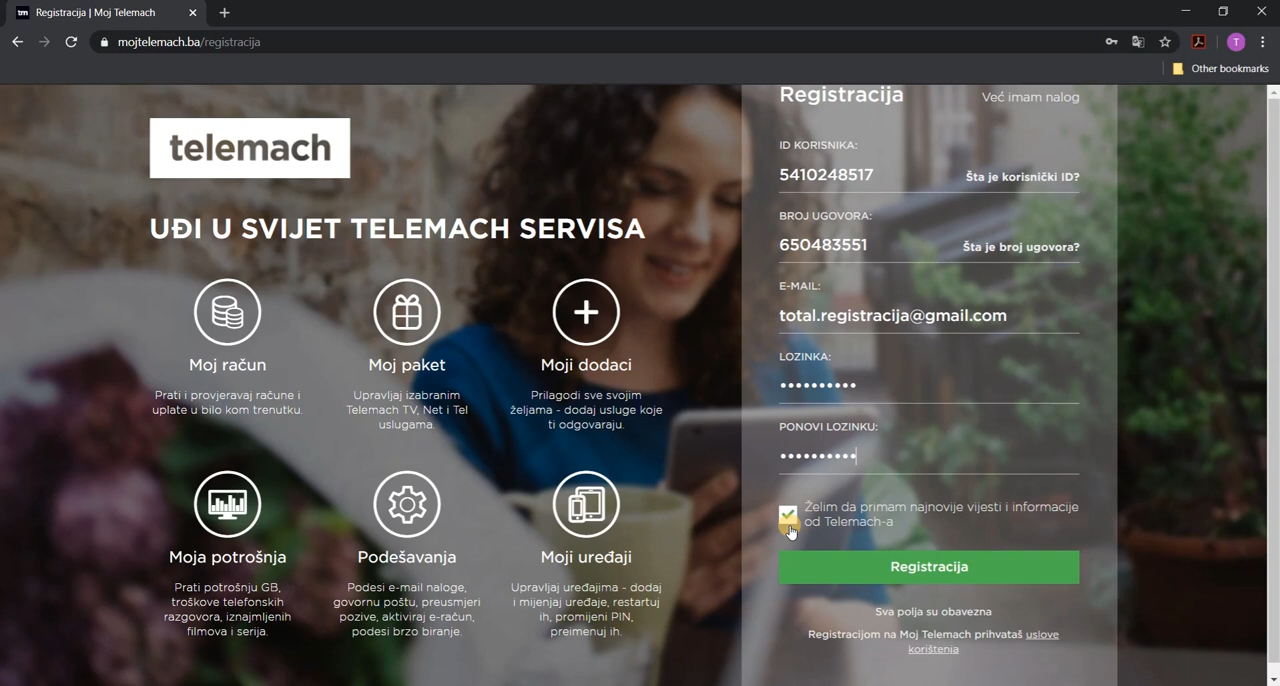 Registracija | Moj Telemach
mojtelemach.ba/registracija
T
Other bookmarks
telemach
UĐI U SVIJET TELEMACH SERVISA
Moj račun
Prati i provjeravaj račune i
uplate u bilo kom trenutku.
Moj paket
Upravljaj izabranim
Telemach TV, Net i Tel
uslugama.
Moji dodaci
Prilagodi sve svojim
željama - dodaj usluge koje
ti odgovaraju.
Moja potrošnja
Prati potrošnju GB,
troškove telefonskih
razgovora, iznajmljenih
filmova i serija.
Podešavanja
Podesi e-mail naloge,
govornu poštu, preusmjeri
pozive, aktiviraj e-račun,
podesi brzo biranje.
Moji uređaji
Upravljaj uređajima - dodaj
i mijenjaj uređaje, restartuj
ih, promijeni PIN,
preimenuj ih.
Registracija
Već imam nalog
ID KORISNIKA:
5410248517
Šta je korisnički ID?
BROJ UGOVORA:
650483551
Šta je broj ugovora?
E-MAIL:
total.registracija@gmail.com
LOZINKA:
••••••••••
PONOVI LOZINKU:
••••••••••
Želim da primam najnovije vijesti i informacije
od Telemach-a
Registracija
Sva polja su obavezna
Registracijom na Moj Telemach prihvataš uslove
korištenja